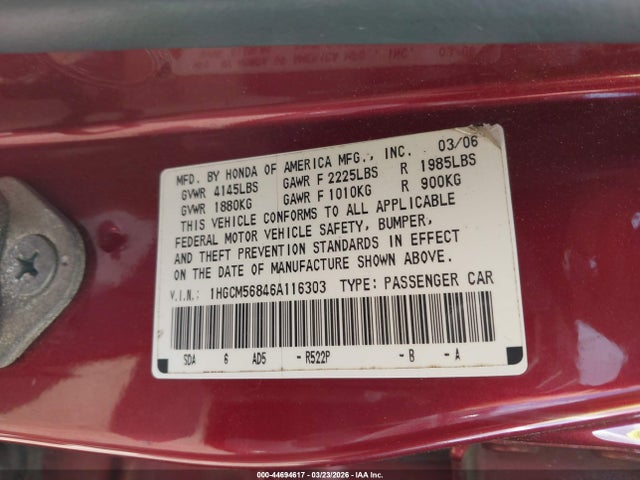 03/06
MFD. BY HONDA OF AMERICA MFG., INC.
GVWR 4145LBS GAWR F 2225LBS R 1985LBS
GVWR 1880KG GAWR F 1010KG R 900KG
THIS VEHICLE CONFORMS TO ALL APPLICABLE
FEDERAL MOTOR VEHICLE SAFETY, BUMPER,
AND THEFT PREVENTION STANDARDS IN EFFECT
ON THE DATE OF MANUFACTURE SHOWN ABOVE.
V.I.N.: 1HGCM56846A116303 TYPE: PASSENGER CAR
SDA 6 AD5 - R522P - B - A
000-44694617 | 03/23/2026 | IAA Inc.